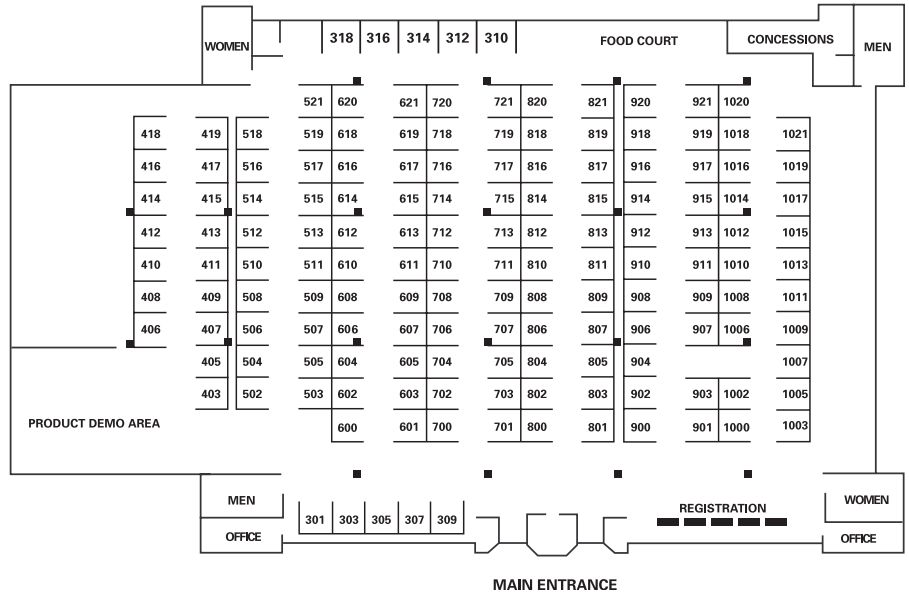 WOMEN
318 316 314 312 310
FOOD COURT
CONCESSIONS
MEN
521 620 621 720 721 820 821 920 921 1020
418 419 518 519 618 619 718 719 818 819 918 919 1018 1021
416 417 516 517 616 617 716 717 816 817 916 917 1016 1019
414 415 514 515 614 615 714 715 814 815 914 915 1014 1017
412 413 512 513 612 613 712 713 812 813 912 913 1012 1015
410 411 510 511 610 611 710 711 810 811 910 911 1010 1013
408 409 508 509 608 609 708 709 808 809 908 909 1008 1011
406 407 506 507 606 607 706 707 806 807 906 907 1006 1009
405 504 505 604 605 704 705 804 805 904 1007
403 502 503 602 603 702 703 802 803 902 903 1002 1005
PRODUCT DEMO AREA
600 601 700 701 800 801 900 901 1000 1003
MEN
WOMEN
301 303 305 307 309
REGISTRATION
OFFICE
OFFICE
MAIN ENTRANCE